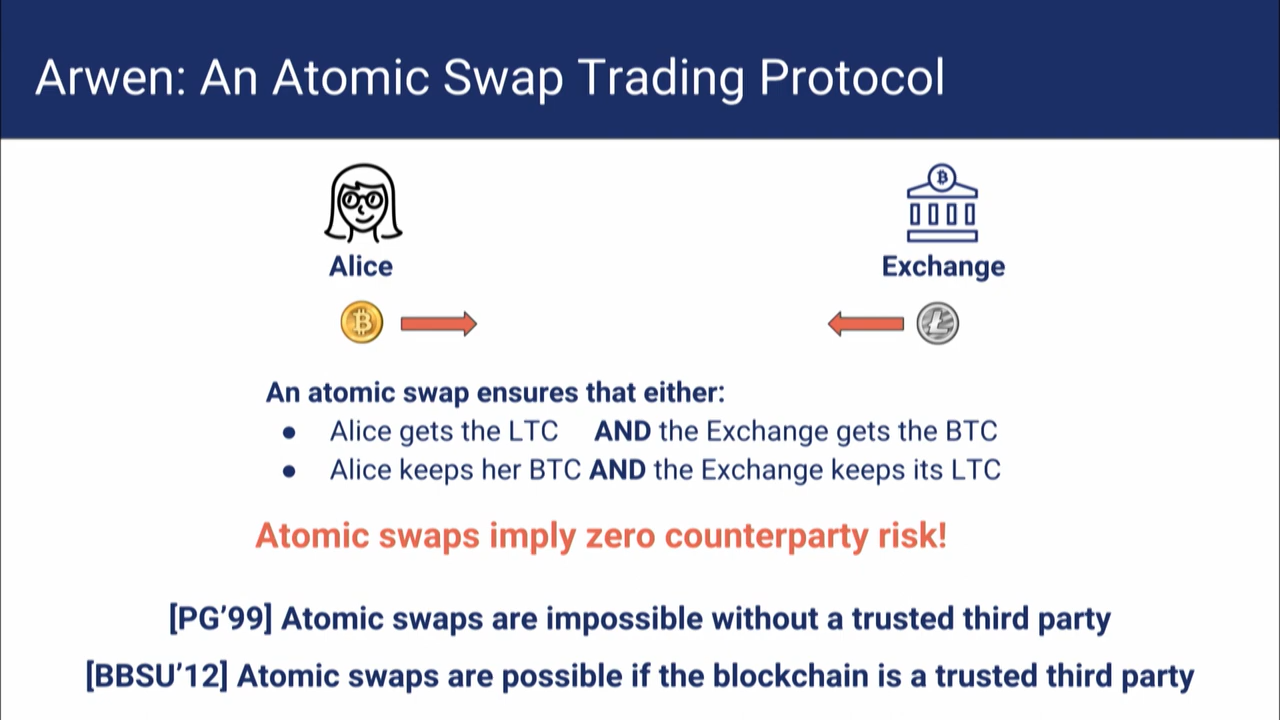 Arwen: An Atomic Swap Trading Protocol
Alice
Exchange
An atomic swap ensures that either:
● Alice gets the LTC AND the Exchange gets the BTC
● Alice keeps her BTC AND the Exchange keeps its LTC
Atomic swaps imply zero counterparty risk!
[PG’99] Atomic swaps are impossible without a trusted third party
[BBSU’12] Atomic swaps are possible if the blockchain is a trusted third party